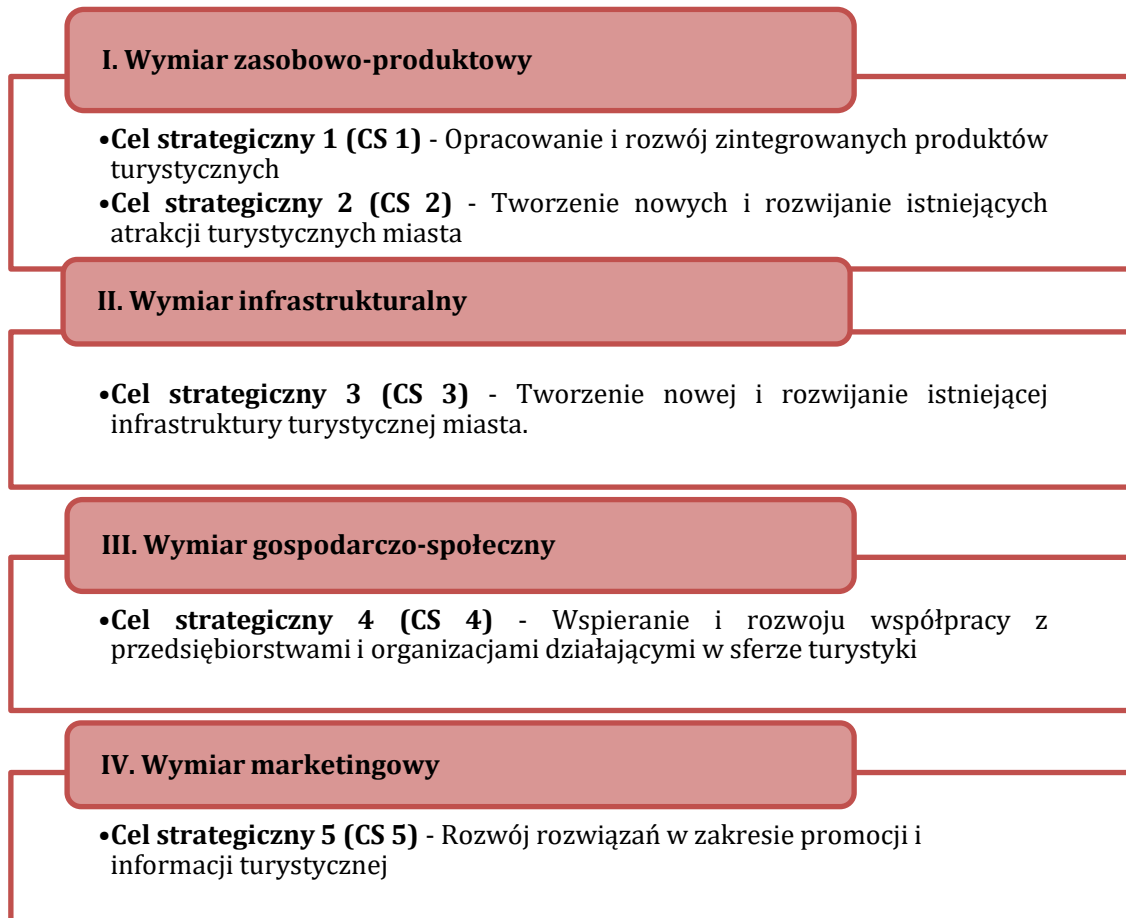 I. Wymiar zasobowo-produktowy
•Cel strategiczny 1 (CS 1) - Opracowanie i rozwój zintegrowanych produktów
turystycznych
•Cel strategiczny 2 (CS 2) - Tworzenie nowych i rozwijanie istniejących
atrakcji turystycznych miasta
II. Wymiar infrastrukturalny
•Cel strategiczny 3 (CS 3) - Tworzenie nowej i rozwijanie istniejącej
infrastruktury turystycznej miasta.
III. Wymiar gospodarczo-społeczny
•Cel strategiczny 4 (CS 4) - Wspieranie i rozwoju współpracy z
przedsiębiorstwami i organizacjami działającymi w sferze turystyki
IV. Wymiar marketingowy
•Cel strategiczny 5 (CS 5) - Rozwój rozwiązań w zakresie promocji i
informacji turystycznej